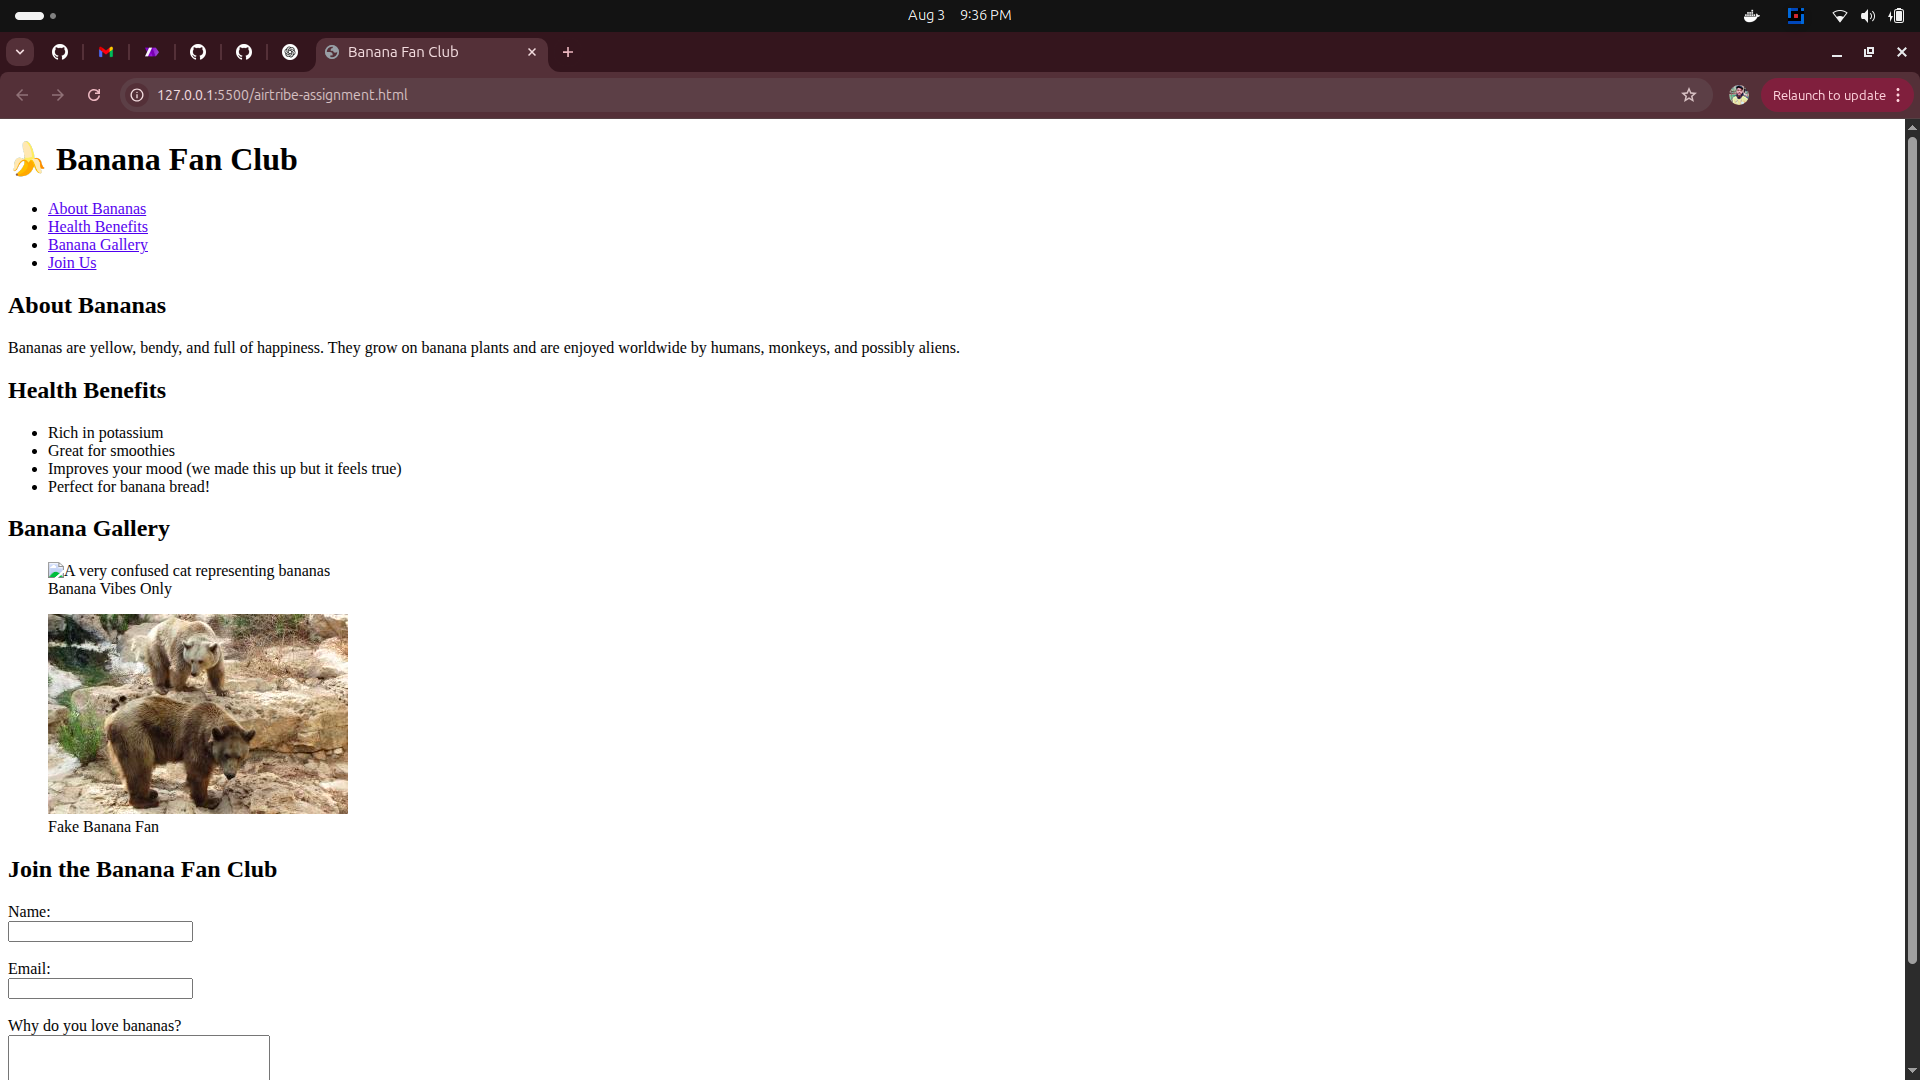 Aug 3 9:36 PM
Banana Fan Club
127.0.0.1:5500/airtribe-assignment.html
Relaunch to update
🍌 Banana Fan Club
About Bananas
Health Benefits
Banana Gallery
Join Us
About Bananas
Bananas are yellow, bendy, and full of happiness. They grow on banana plants and are enjoyed worldwide by humans, monkeys, and possibly aliens.
Health Benefits
Rich in potassium
Great for smoothies
Improves your mood (we made this up but it feels true)
Perfect for banana bread!
Banana Gallery
A very confused cat representing bananas
Banana Vibes Only
Fake Banana Fan
Join the Banana Fan Club
Name:
Email:
Why do you love bananas?